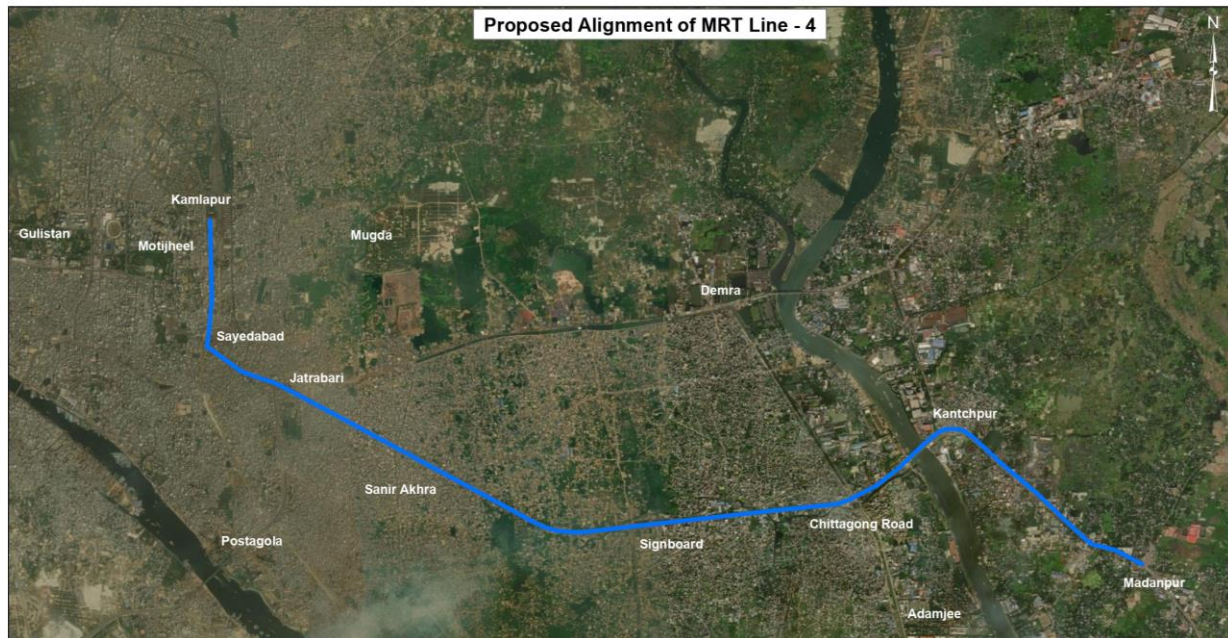 Proposed Alignment of MRT Line - 4
N
Kamlapur
Gulistan
Motijheel
Mugda
Demra
Sayedabad
Jatrabari
Kantchpur
Sanir Akhra
Chittagong Road
Postagola
Signboard
Madanpur
Adamjee